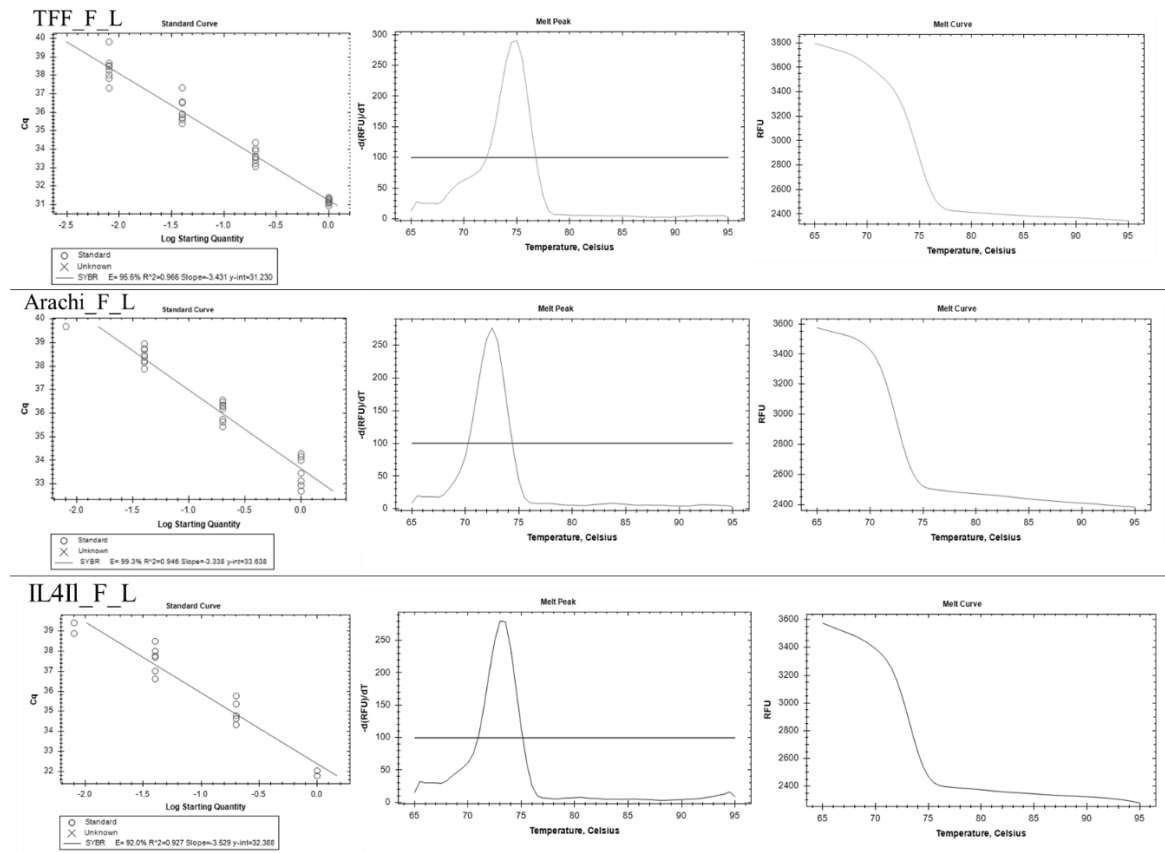 TFF_F_L
Standard Curve
40
39
38
37
36
35
34
33
32
31
Cq
-2.5 -2.0 -1.5 -1.0 -0.5 0.0
Log Starting Quantity
Standard
Unknown
SYBR E= 95.6% R^2=0.966 Slope=-3.431 y-int=31.230
Melt Peak
300
250
200
150
100
50
0
-d(RFU)/dT
65 70 75 80 85 90 95
Temperature, Celsius
Melt Curve
3800
3600
3400
3200
3000
2800
2600
2400
RFU
65 70 75 80 85 90 95
Temperature, Celsius
Arachi_F_L
Standard Curve
40
39
38
37
36
35
34
33
Cq
-2.0 -1.5 -1.0 -0.5 0.0
Log Starting Quantity
Standard
Unknown
SYBR E= 99.3% R^2=0.946 Slope=-3.338 y-int=33.638
Melt Peak
250
200
150
100
50
0
-d(RFU)/dT
65 70 75 80 85 90 95
Temperature, Celsius
Melt Curve
3600
3400
3200
3000
2800
2600
2400
RFU
65 70 75 80 85 90 95
Temperature, Celsius
IL4Il_F_L
Standard Curve
39
38
37
36
35
34
33
32
Cq
-2.0 -1.5 -1.0 -0.5 0.0
Log Starting Quantity
Standard
Unknown
SYBR E= 92.0% R^2=0.927 Slope=-3.529 y-int=32.388
Melt Peak
250
200
150
100
50
0
-d(RFU)/dT
65 70 75 80 85 90 95
Temperature, Celsius
Melt Curve
3600
3400
3200
3000
2800
2600
2400
RFU
65 70 75 80 85 90 95
Temperature, Celsius